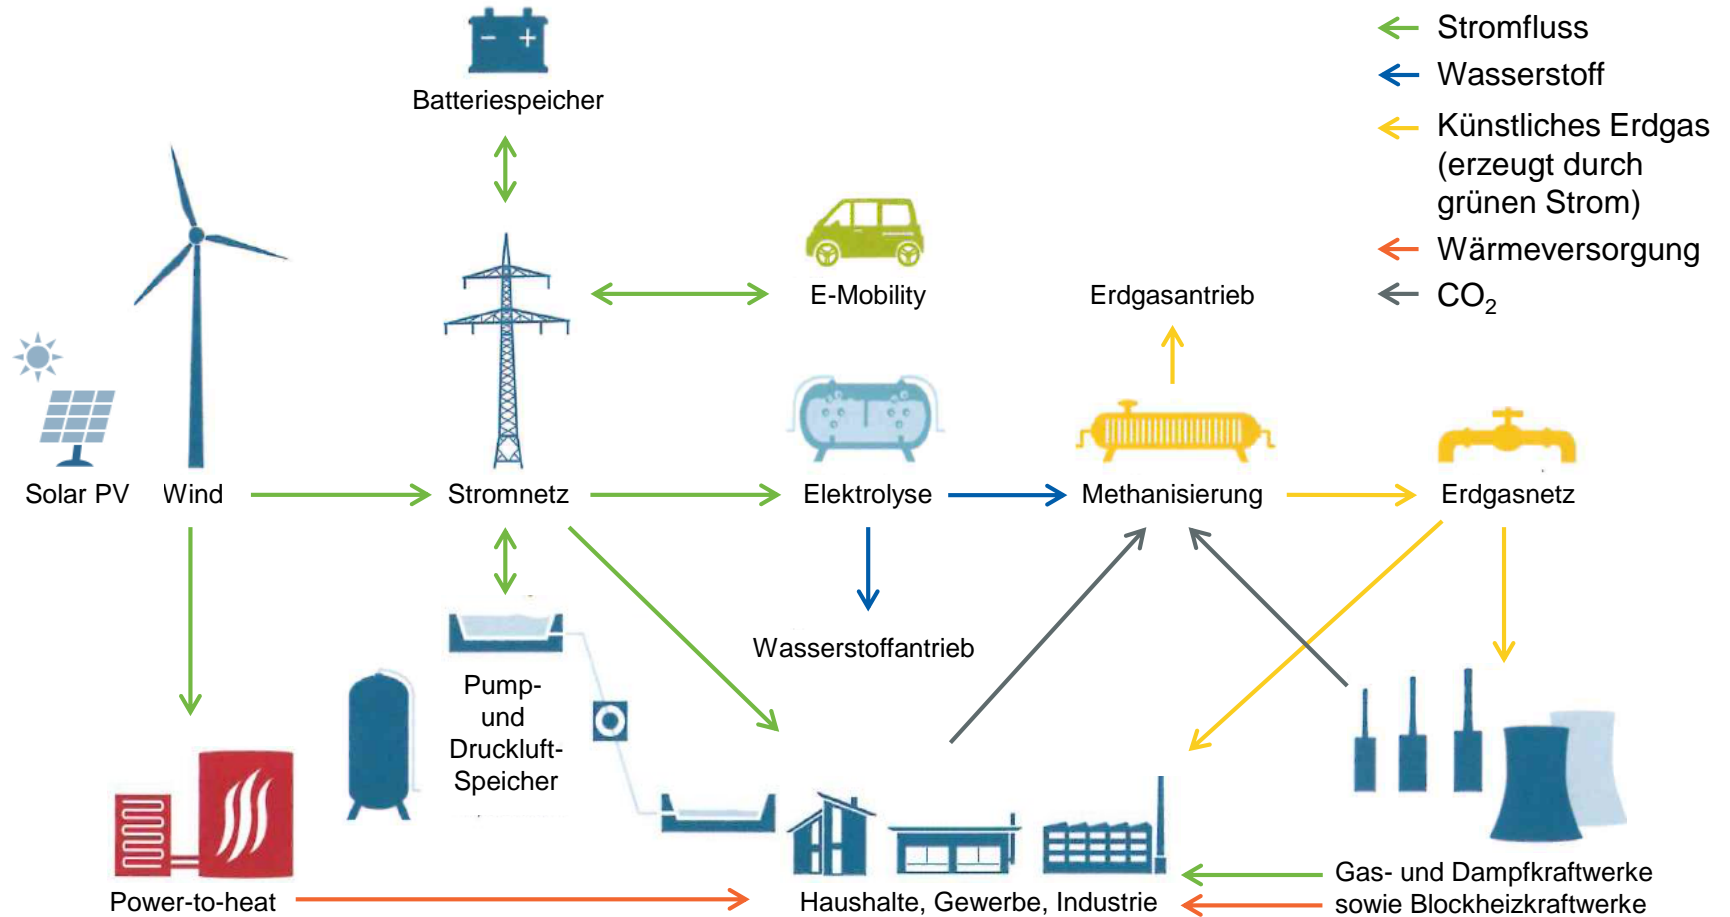 Stromfluss
Wasserstoff
Künstliches Erdgas
(erzeugt durch
grünen Strom)
Wärmeversorgung
CO₂
Batteriespeicher
E-Mobility
Erdgasantrieb
Solar PV
Wind
Stromnetz
Elektrolyse
Methanisierung
Erdgasnetz
Wasserstoffantrieb
Pump-
und
Druckluft-
Speicher
Power-to-heat
Haushalte, Gewerbe, Industrie
Gas- und Dampfkraftwerke
sowie Blockheizkraftwerke